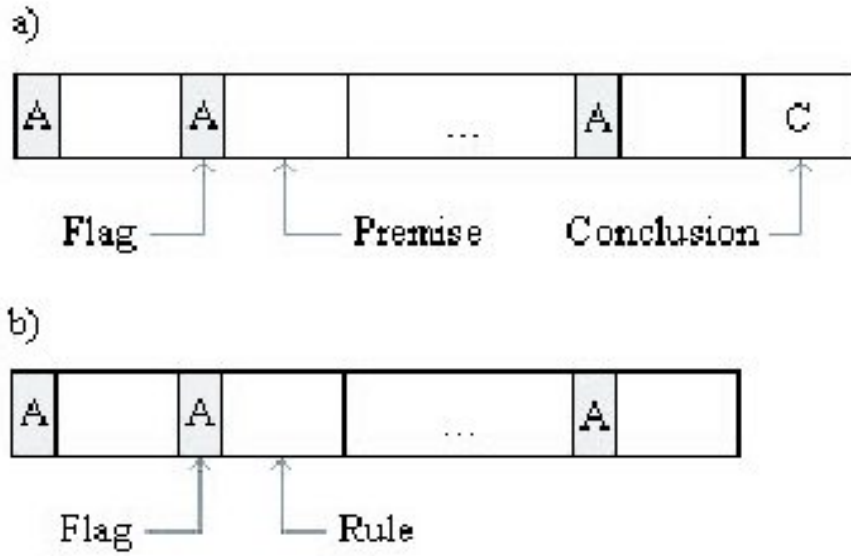 a)
A A ... A C
Flag Premise Conclusion
b)
A A ... A
Flag Rule